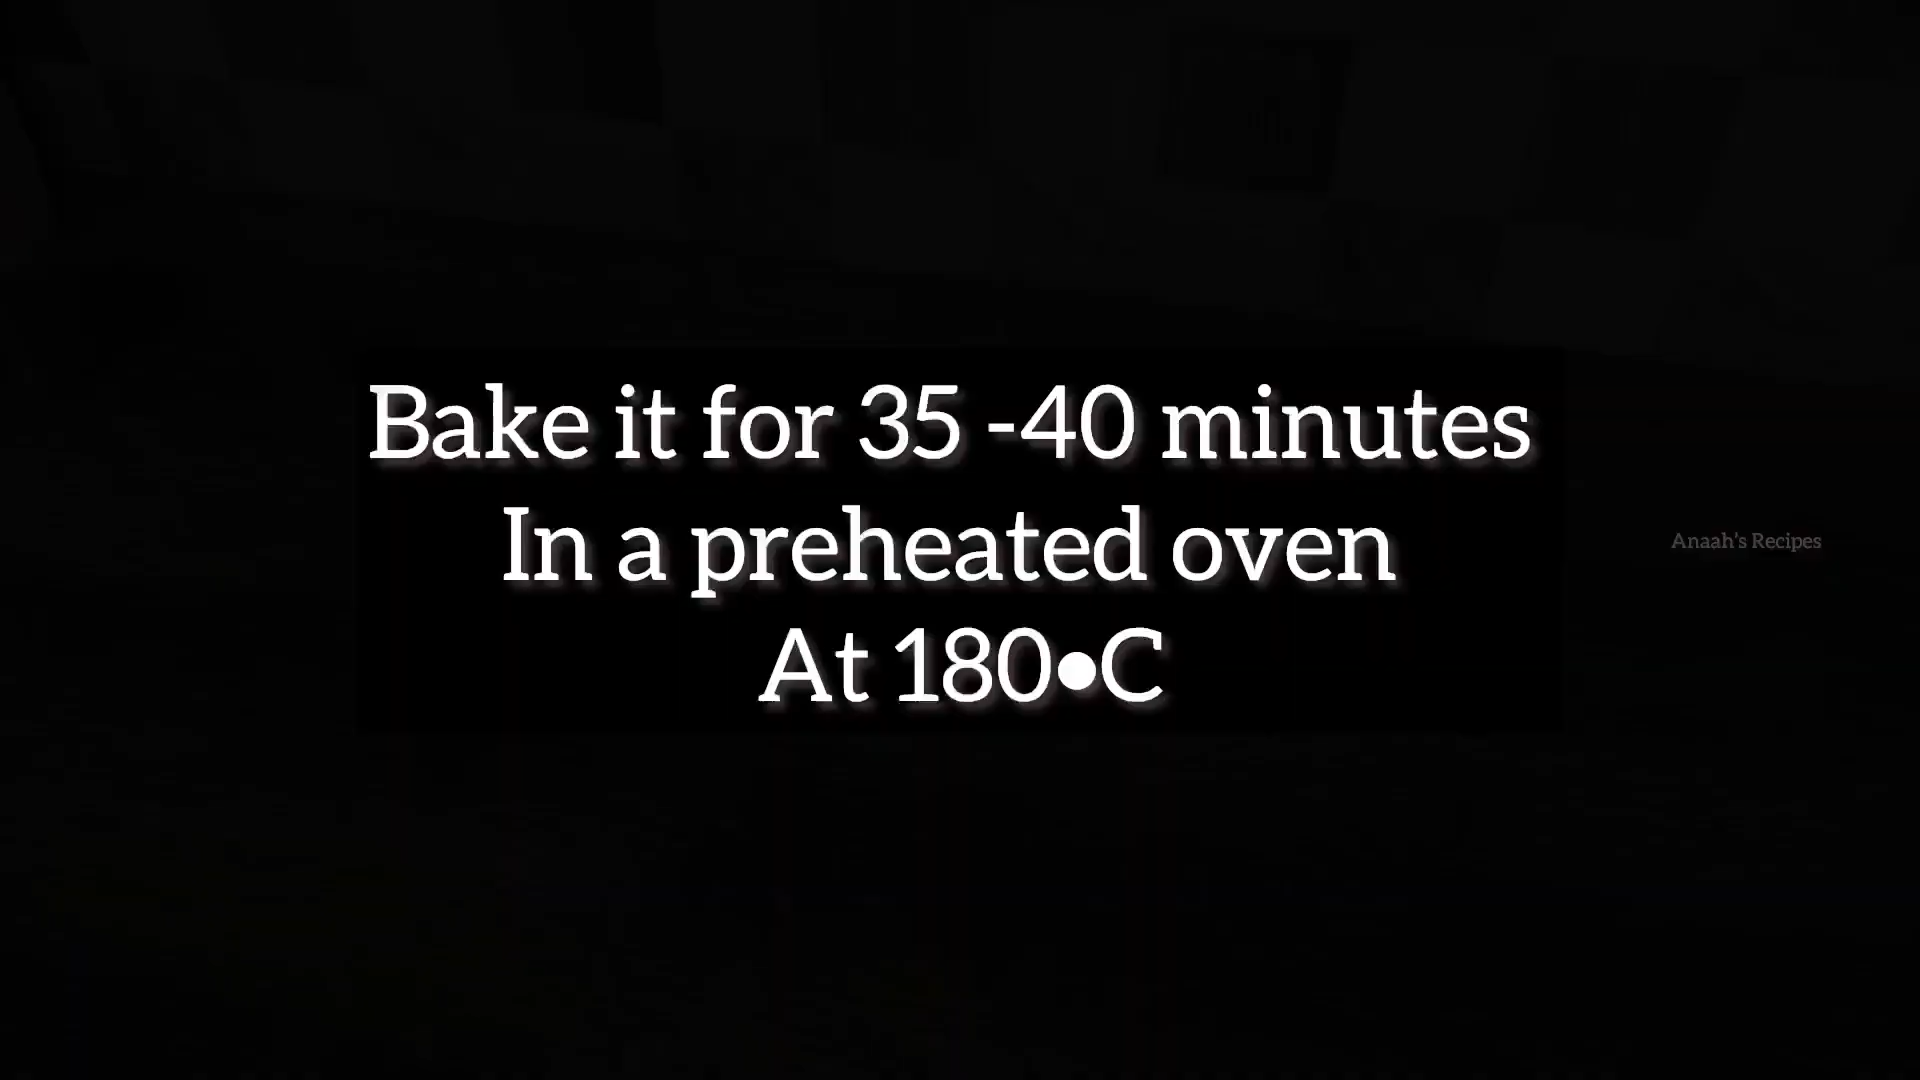 Bake it for 35 -40 minutes
In a preheated oven
At 180•C
Anaah's Recipes